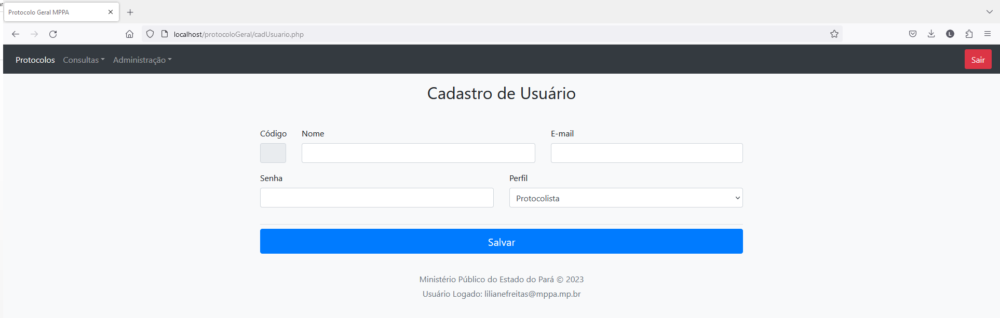 Protocolo Geral MPPA
localhost/protocoloGeral/cadUsuario.php
L
Protocolos Consultas Administração Sair
Cadastro de Usuário
Código Nome E-mail
Senha Perfil
Protocolista
Salvar
Ministério Público do Estado do Pará © 2023
Usuário Logado: lilianefreitas@mppa.mp.br